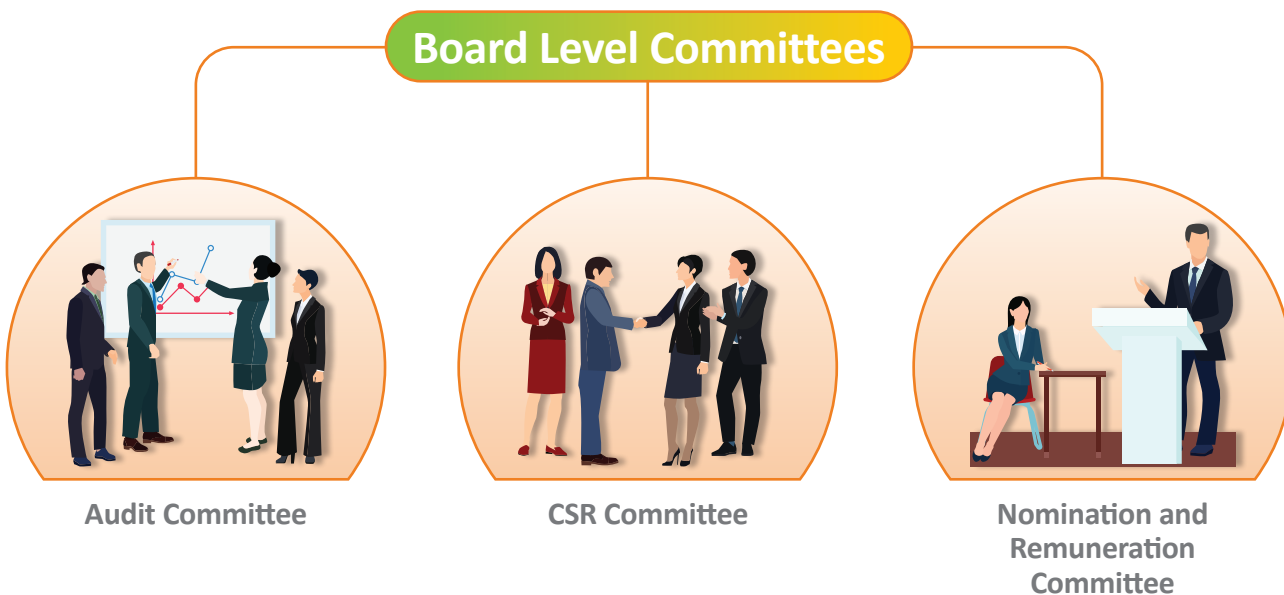 Board Level Committees
Audit Committee
CSR Committee
Nomination and
Remuneration
Committee